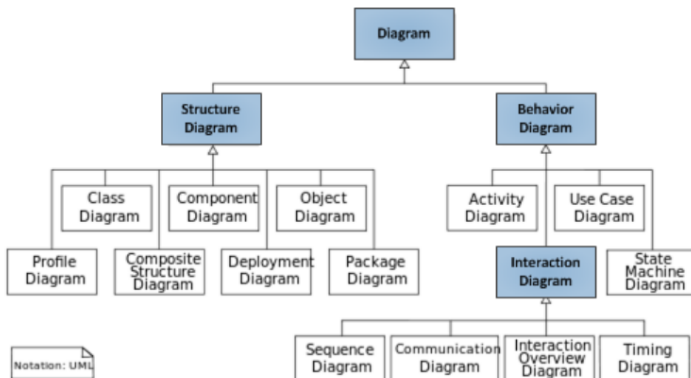 Diagram
Structure
Diagram
Behavior
Diagram
Class
Diagram
Component
Diagram
Object
Diagram
Activity
Diagram
Use Case
Diagram
Profile
Diagram
Composite
Structure
Diagram
Deployment
Diagram
Package
Diagram
Interaction
Diagram
State
Machine
Diagram
Sequence
Diagram
Communication
Diagram
Interaction
Overview
Diagram
Timing
Diagram
Notation: UML